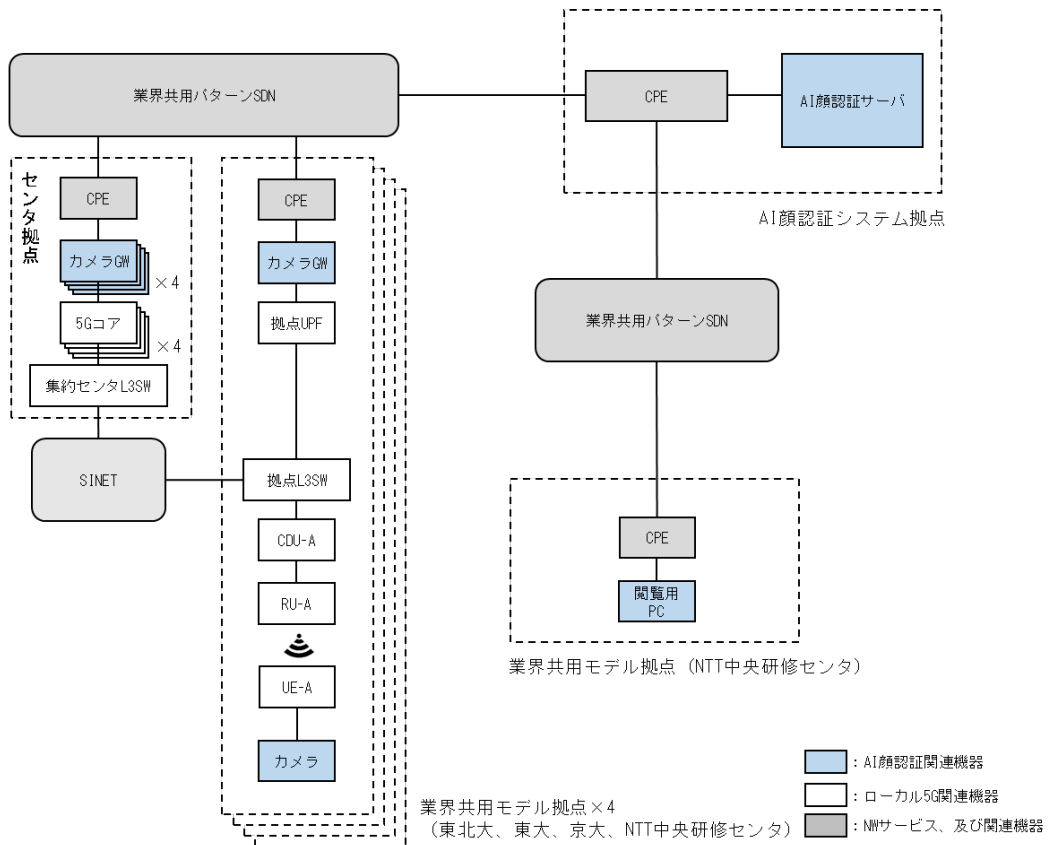 業界共用パターンSDN
CPE
AI顔認証サーバ
AI顔認証システム拠点
センタ拠点
CPE
カメラGW
×4
5Gコア
×4
集約センタL3SW
SINET
CPE
カメラGW
拠点UPF
拠点L3SW
CDU-A
RU-A
UE-A
カメラ
業界共用モデル拠点×4
（東北大、東大、京大、NTT中央研修センタ）
業界共用パターンSDN
CPE
閲覧用
PC
業界共用モデル拠点（NTT中央研修センタ）
：AI顔認証関連機器
：ローカル5G関連機器
：NWサービス、及び関連機器